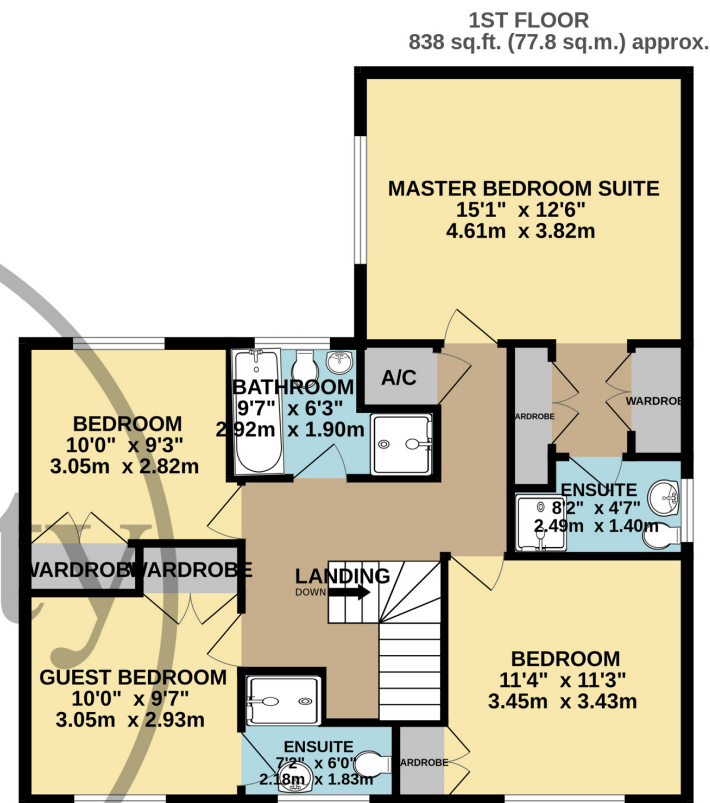 1ST FLOOR
838 sq.ft. (77.8 sq.m.) approx.
MASTER BEDROOM SUITE
15'1" x 12'6"
4.61m x 3.82m
A/C
BATHROOM
9'7" x 6'3"
2.92m x 1.90m
BEDROOM
10'0" x 9'3"
3.05m x 2.82m
ARDROBE
WARDROBE
ENSUITE
8'2" x 4'7"
2.49m x 1.40m
WARDROBE
WARDROBE
LANDING
DOWN
GUEST BEDROOM
10'0" x 9'7"
3.05m x 2.93m
BEDROOM
11'4" x 11'3"
3.45m x 3.43m
ENSUITE
7'2" x 6'0"
2.18m x 1.83m
ARDROBE
ty